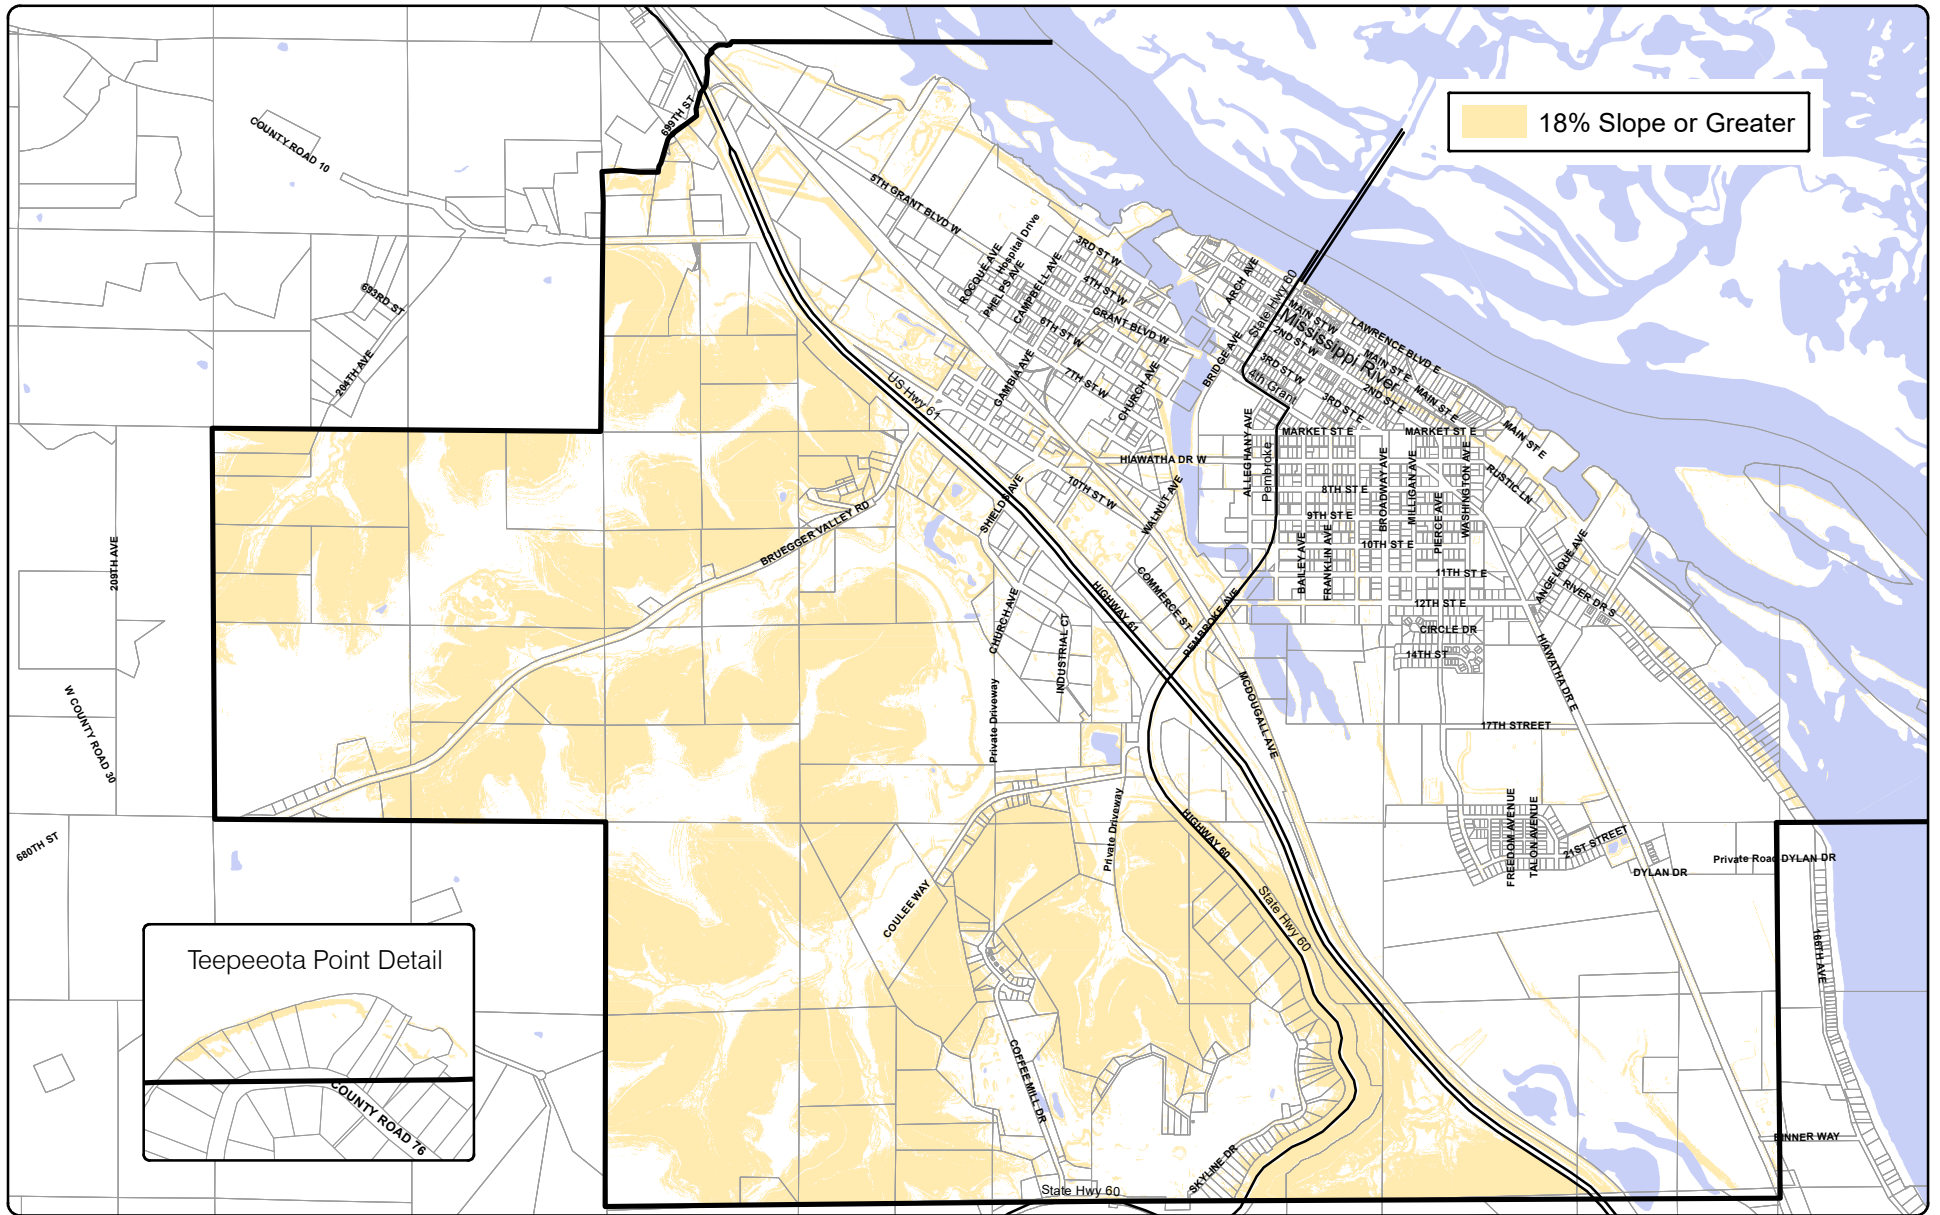 18% Slope or Greater
699TH ST
COUNTY ROAD 10
5TH GRANT BLVD W
Hospital Drive
ROCQUE AVE
PHELPS AVE
CAMPBELL AVE
3RD ST W
4TH ST W
GRANT BLVD W
6TH ST W
7TH ST W
GAMBIA AVE
CHURCH AVE
ARCH AVE
State Hwy 60
BRIDGE AVE
MAIN ST W
2ND ST W
3RD ST W
4th Grant
Mississippi River
LAWRENCE BLVD E
MAIN ST E
MAIN ST E
2ND ST E
3RD ST E
MAIN ST E
693RD ST
204TH AVE
US Hwy 61
MARKET ST E
MARKET ST E
ALLEGHANY AVE
Pembroke
HIAWATHA DR W
10TH ST W
WALNUT AVE
SHIELDS AVE
8TH ST E
9TH ST E
10TH ST E
11TH ST E
12TH ST E
BROADWAY AVE
MILLIGAN AVE
PIERCE AVE
WASHINGTON AVE
RUSTIC LN
BAILEY AVE
FRANKLIN AVE
ANGELIQUE AVE
RIVER DR S
BRUEGGER VALLEY RD
209TH AVE
W COUNTY ROAD 30
680TH ST
CHURCH AVE
INDUSTRIAL CT
HIGHWAY 61
COMMERCE ST
PEMBROKE AVE
CIRCLE DR
14TH ST
HIAWATHA DR E
MCDOUGALL AVE
17TH STREET
Private Driveway
Private Driveway
HIGHWAY 60
State Hwy 60
COULEE WAY
FREEDOM AVENUE
TALON AVENUE
21ST STREET
DYLAN DR
Private Road DYLAN DR
166TH AVE
Teepeeota Point Detail
COUNTY ROAD 76
COFFEE MILL DR
SKYLINE DR
State Hwy 60
BINNER WAY